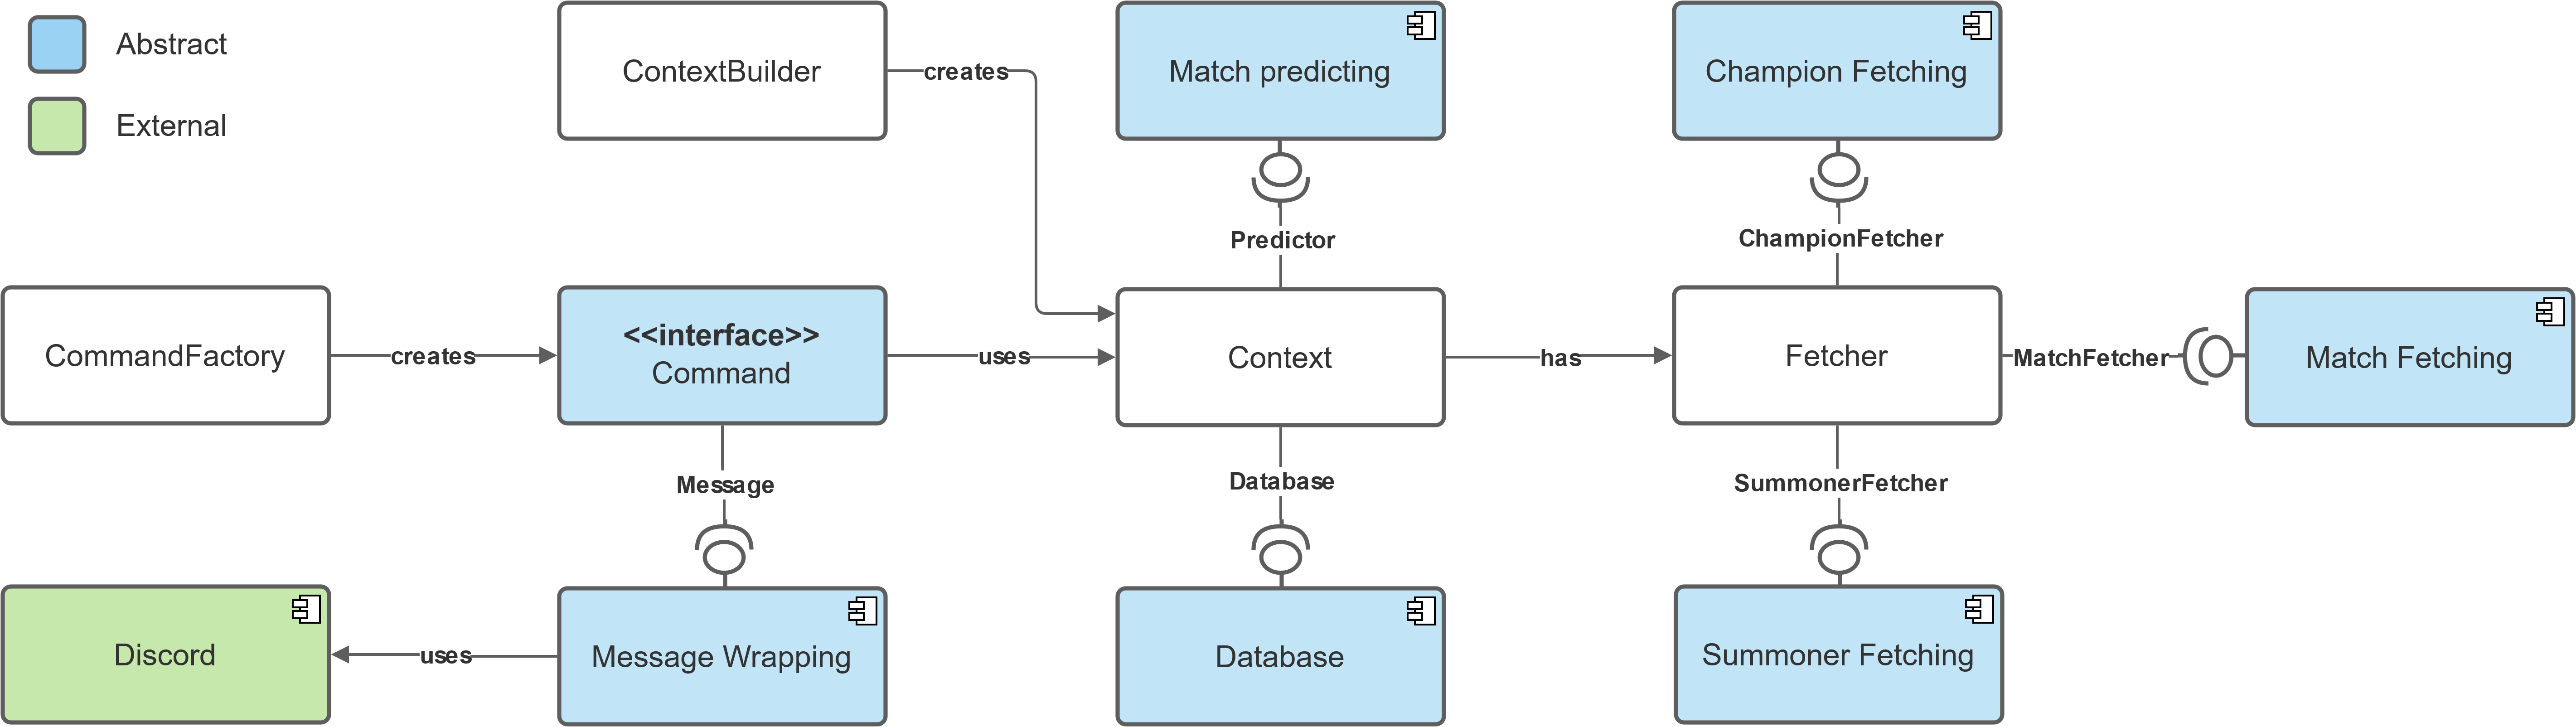 Abstract
External
ContextBuilder
creates
Match predicting
Champion Fetching
Predictor
ChampionFetcher
CommandFactory
creates
<<interface>>
Command
uses
Context
has
Fetcher
MatchFetcher
Match Fetching
Message
Database
SummonerFetcher
Discord
uses
Message Wrapping
Database
Summoner Fetching